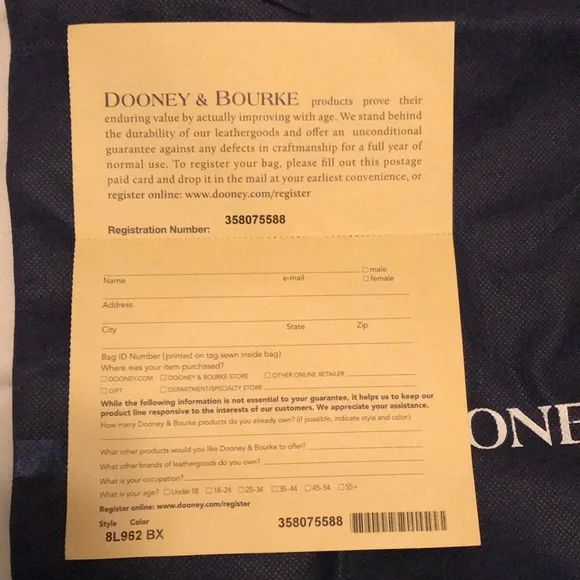 DOONEY & BOURKE products prove their
enduring value by actually improving with age. We stand behind
the durability of our leathergoods and offer an unconditional
guarantee against any defects in craftmanship for a full year of
normal use. To register your bag, please fill out this postage
paid card and drop it in the mail at your earliest convenience, or
register online: www.dooney.com/register
Registration Number: 358075588
Name e-mail □ male
□ female
Address
City State Zip
Bag ID Number (printed on tag sewn inside bag)
Where was your item purchased?
□ DOONEY.COM □ DOONEY & BOURKE STORE □ OTHER ONLINE RETAILER
□ GIFT □ DEPARTMENT/SPECIALTY STORE
While the following information is not essential to your guarantee, it helps us to keep our
product line responsive to the interests of our customers. We appreciate your assistance.
How many Dooney & Bourke products do you already own? (if possible, indicate style and color)
What other products would you like Dooney & Bourke to offer?
What other brands of leathergoods do you own?
What is your occupation?
What is your age? □ Under 18 □ 18-24 □ 25-34 □ 35-44 □ 45-54 □ 55+
Register online: www.dooney.com/register
Style Color
8L962 BX 358075588
OONE